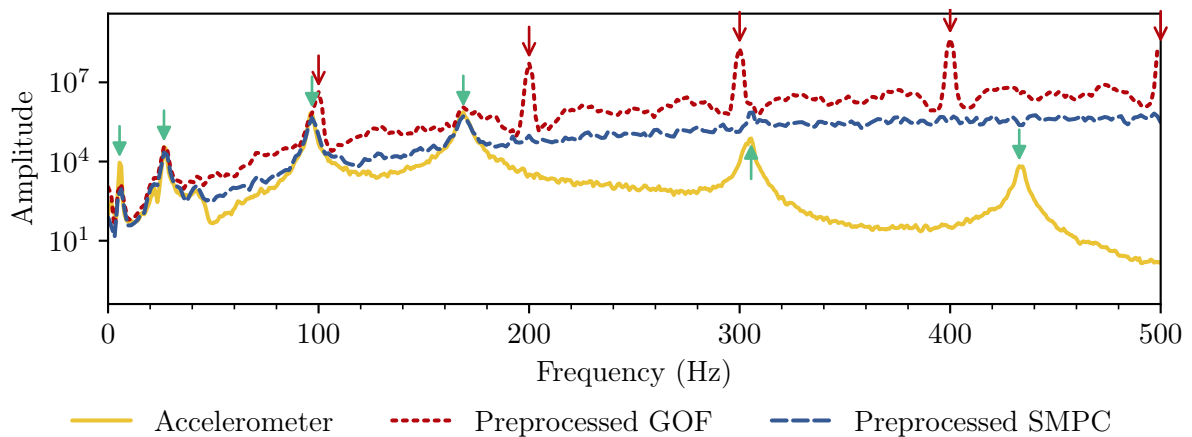 Amplitude
10^7
10^4
10^1
0 100 200 300 400 500
Frequency (Hz)
Accelerometer Preprocessed GOF Preprocessed SMPC